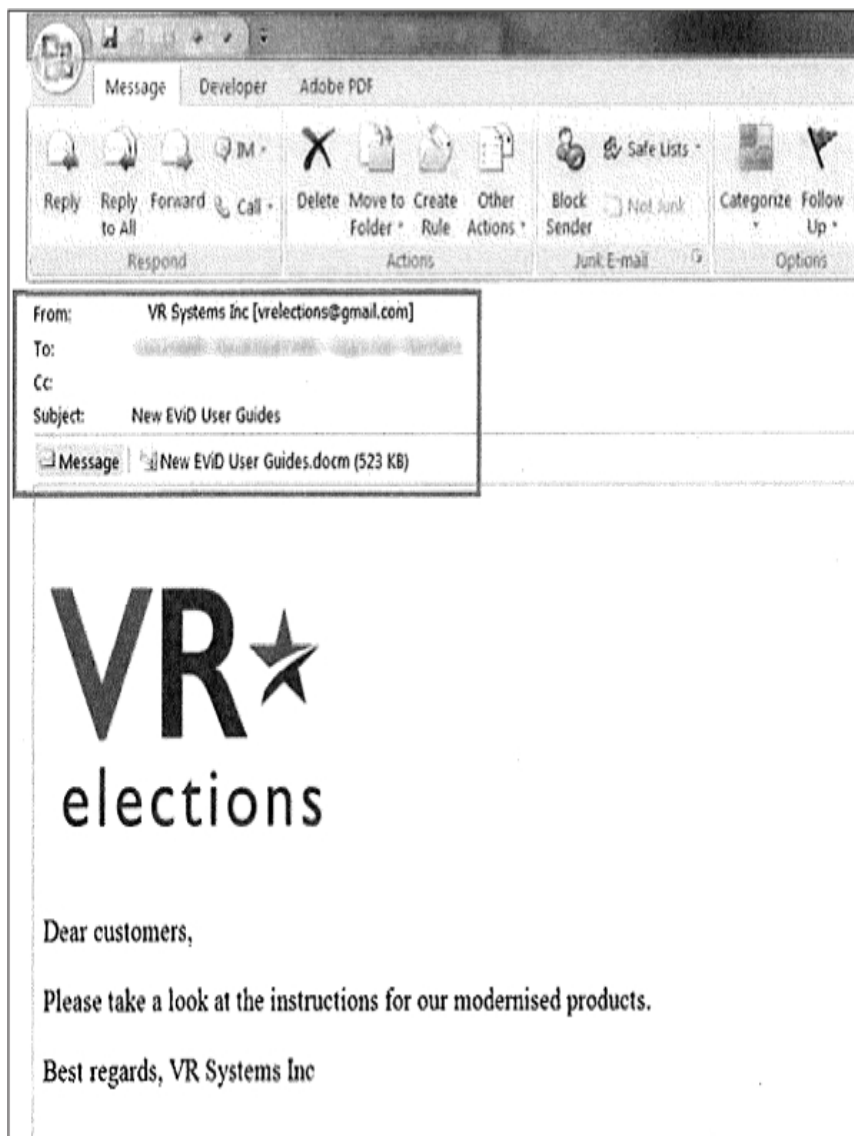 Message Developer Adobe PDF
IM
Safe Lists
Reply Reply Forward Call Delete Move to Create Other Block Not Junk Categorize Follow
to All Folder Rule Actions Sender Up
Respond Actions Junk E-mail Options
From: VR Systems Inc [vrelections@gmail.com]
To:
Cc:
Subject: New EViD User Guides
Message New EViD User Guides.docm (523 KB)
VR
elections
Dear customers,
Please take a look at the instructions for our modernised products.
Best regards, VR Systems Inc